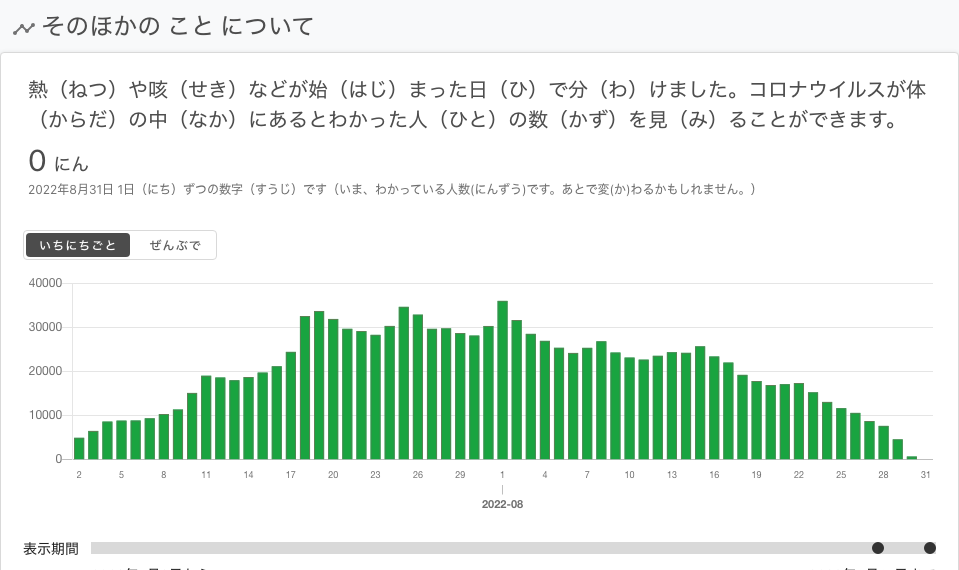 そのほかの こと について
熱（ねつ）や咳（せき）などが始（はじ）まった日（ひ）で分（わ）けました。コロナウイルスが体
（からだ）の中（なか）にあるとわかった人（ひと）の数（かず）を見（み）ることができます。
0 にん
2022年8月31日 1日（にち）ずつの数字（すうじ）です（いま、わかっている人数(にんずう)です。あとで変(か)わるかもしれません。）
いちにちごと ぜんぶで
40000
30000
20000
10000
0
2 5 8 11 14 17 20 23 26 29 1 4 7 10 13 16 19 22 25 28 31
2022-08
表示期間